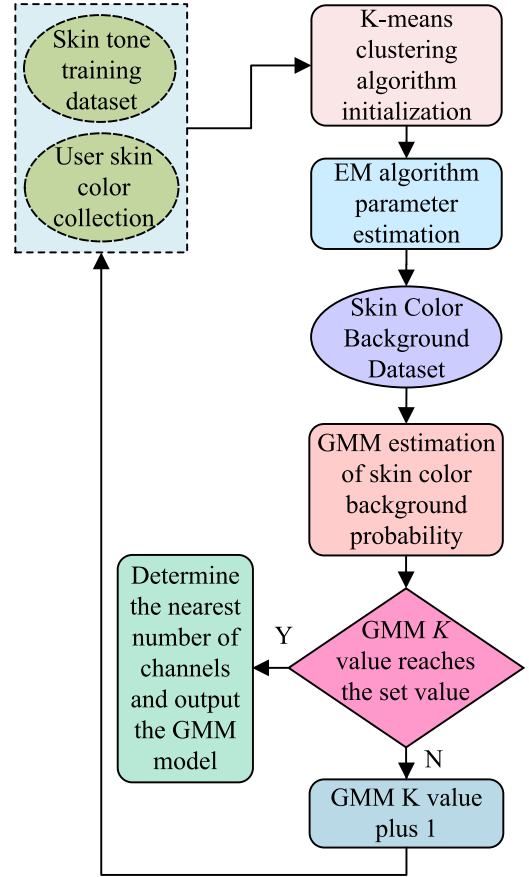 Skin tone
training
dataset
User skin
color
collection
K-means
clustering
algorithm
initialization
EM algorithm
parameter
estimation
Skin Color
Background
Dataset
GMM estimation
of skin color
background
probability
GMM K
value reaches
the set value
Y
Determine
the nearest
number of
channels
and output
the GMM
model
N
GMM K value
plus 1